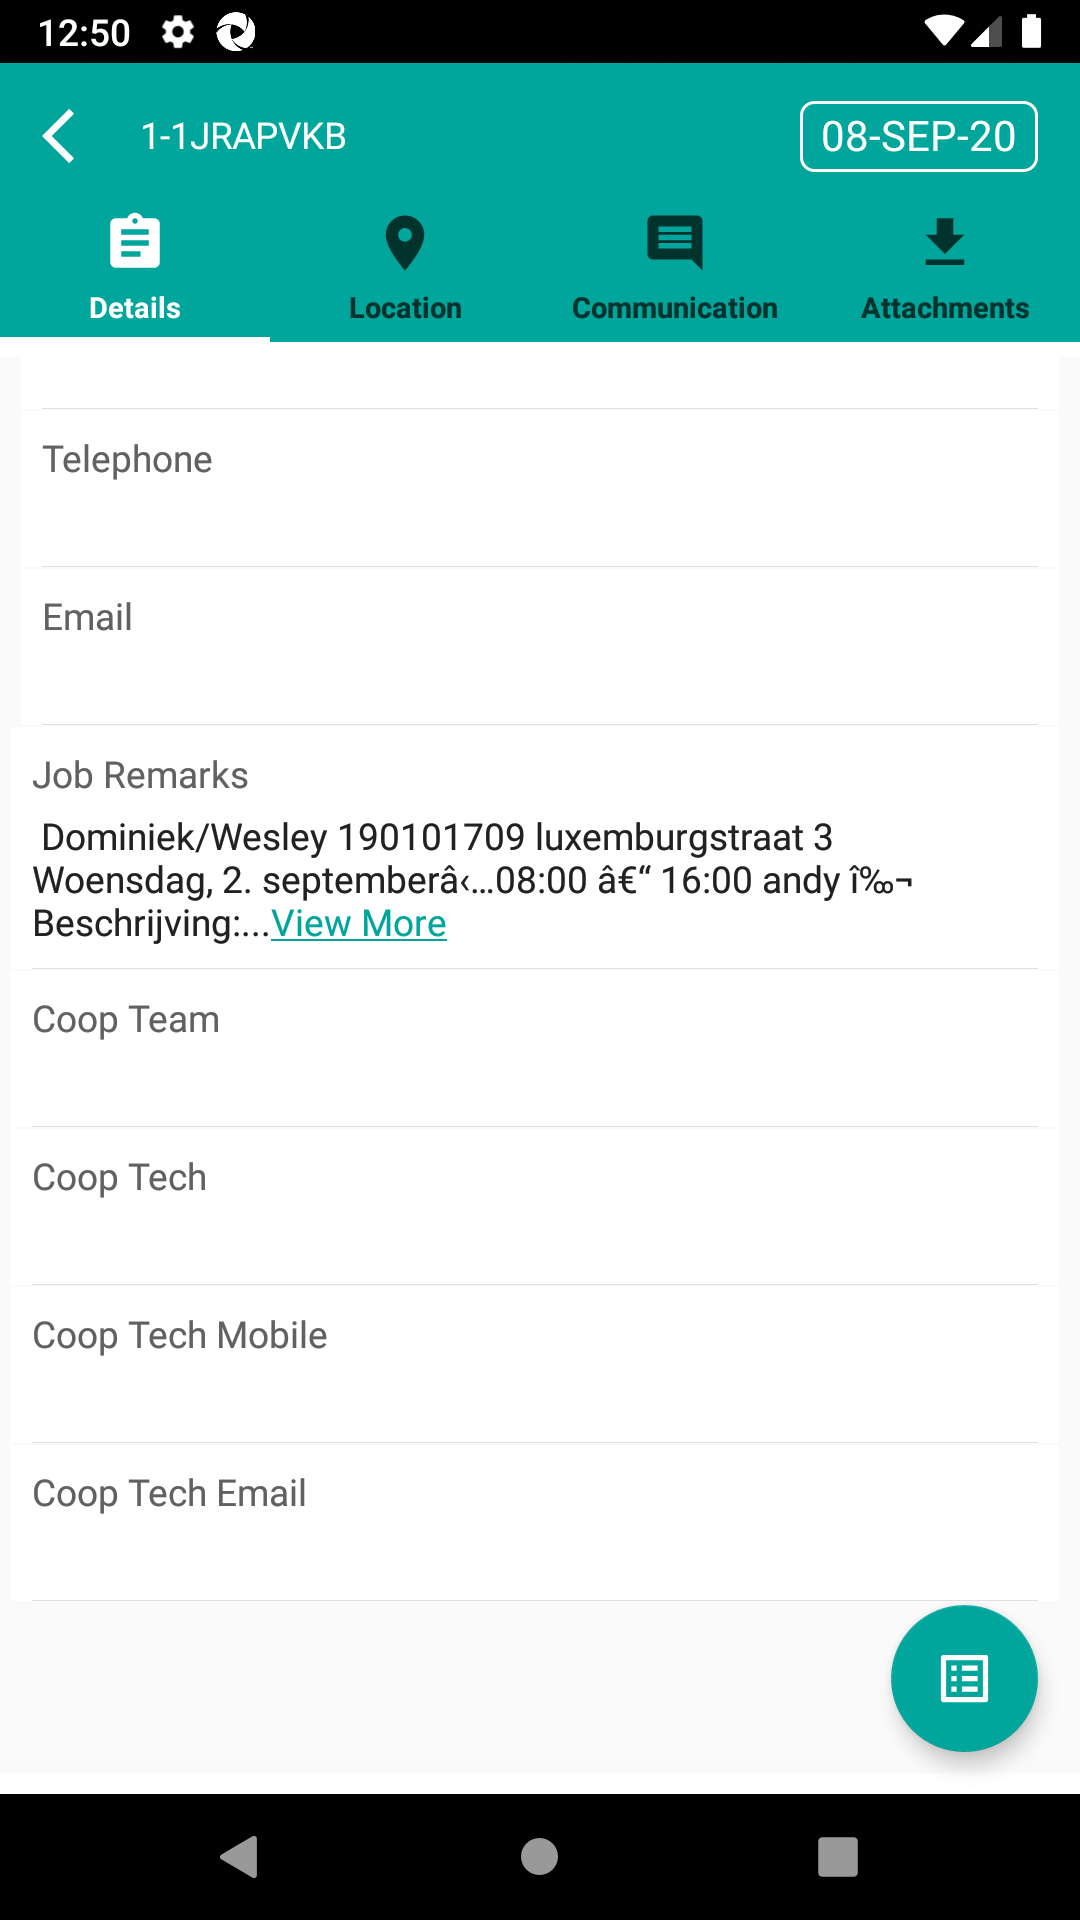 12:50
1-1JRAPVKB
08-SEP-20
Details
Location
Communication
Attachments
Telephone
Email
Job Remarks
Dominiek/Wesley 190101709 luxemburgstraat 3
Woensdag, 2. septemberâ‹…08:00 â€“ 16:00 andy î‰¬
Beschrijving:...View More
Coop Team
Coop Tech
Coop Tech Mobile
Coop Tech Email